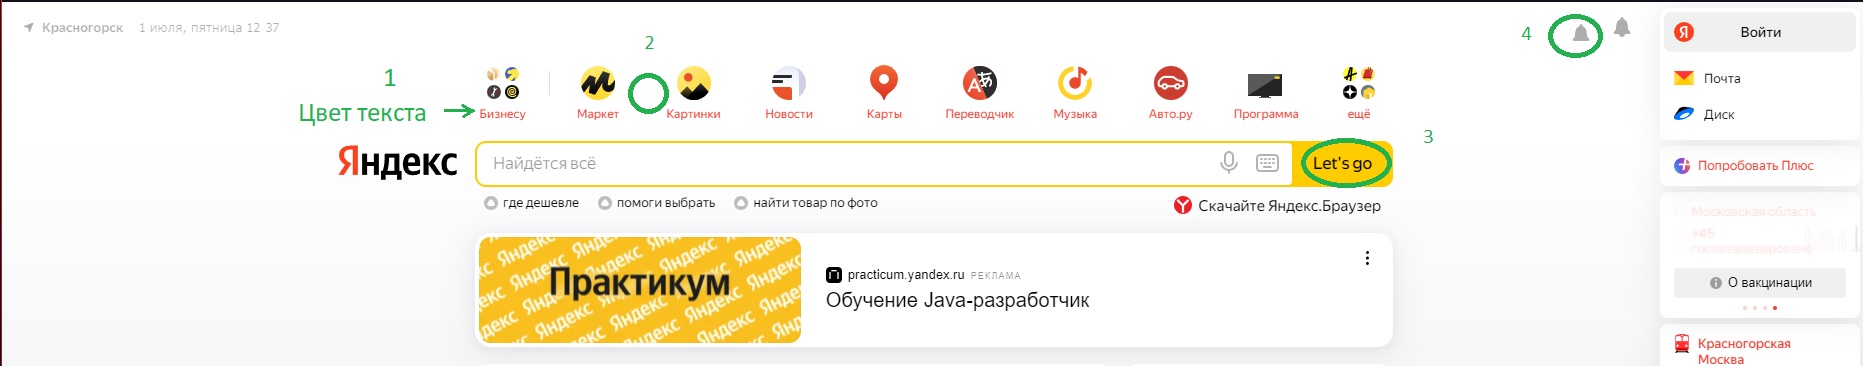 Красногорск 1 июля, пятница 12 37
4
Войти
2
1
Цвет текста
Бизнесу
Маркет
Картинки
Новости
Карты
Переводчик
Музыка
Авто.ру
Программа
ещё
Почта
Диск
3
Яндекс
Найдётся всё
Let's go
Попробовать Плюс
где дешевле
помоги выбрать
найти товар по фото
Скачайте Яндекс.Браузер
Московская область
+45
госпитализировано
О вакцинации
Практикум
practicum.yandex.ru РЕКЛАМА
Обучение Java-разработчик
Красногорская
Москва